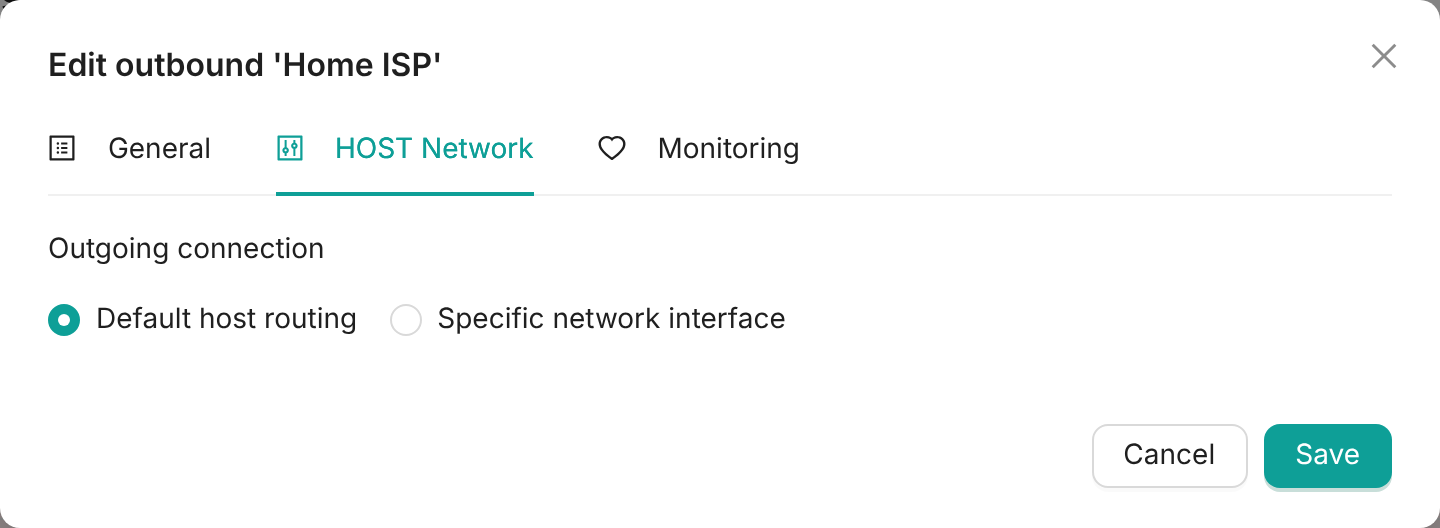 Edit outbound 'Home ISP'
General HOST Network Monitoring
Outgoing connection
Default host routing Specific network interface
Cancel Save